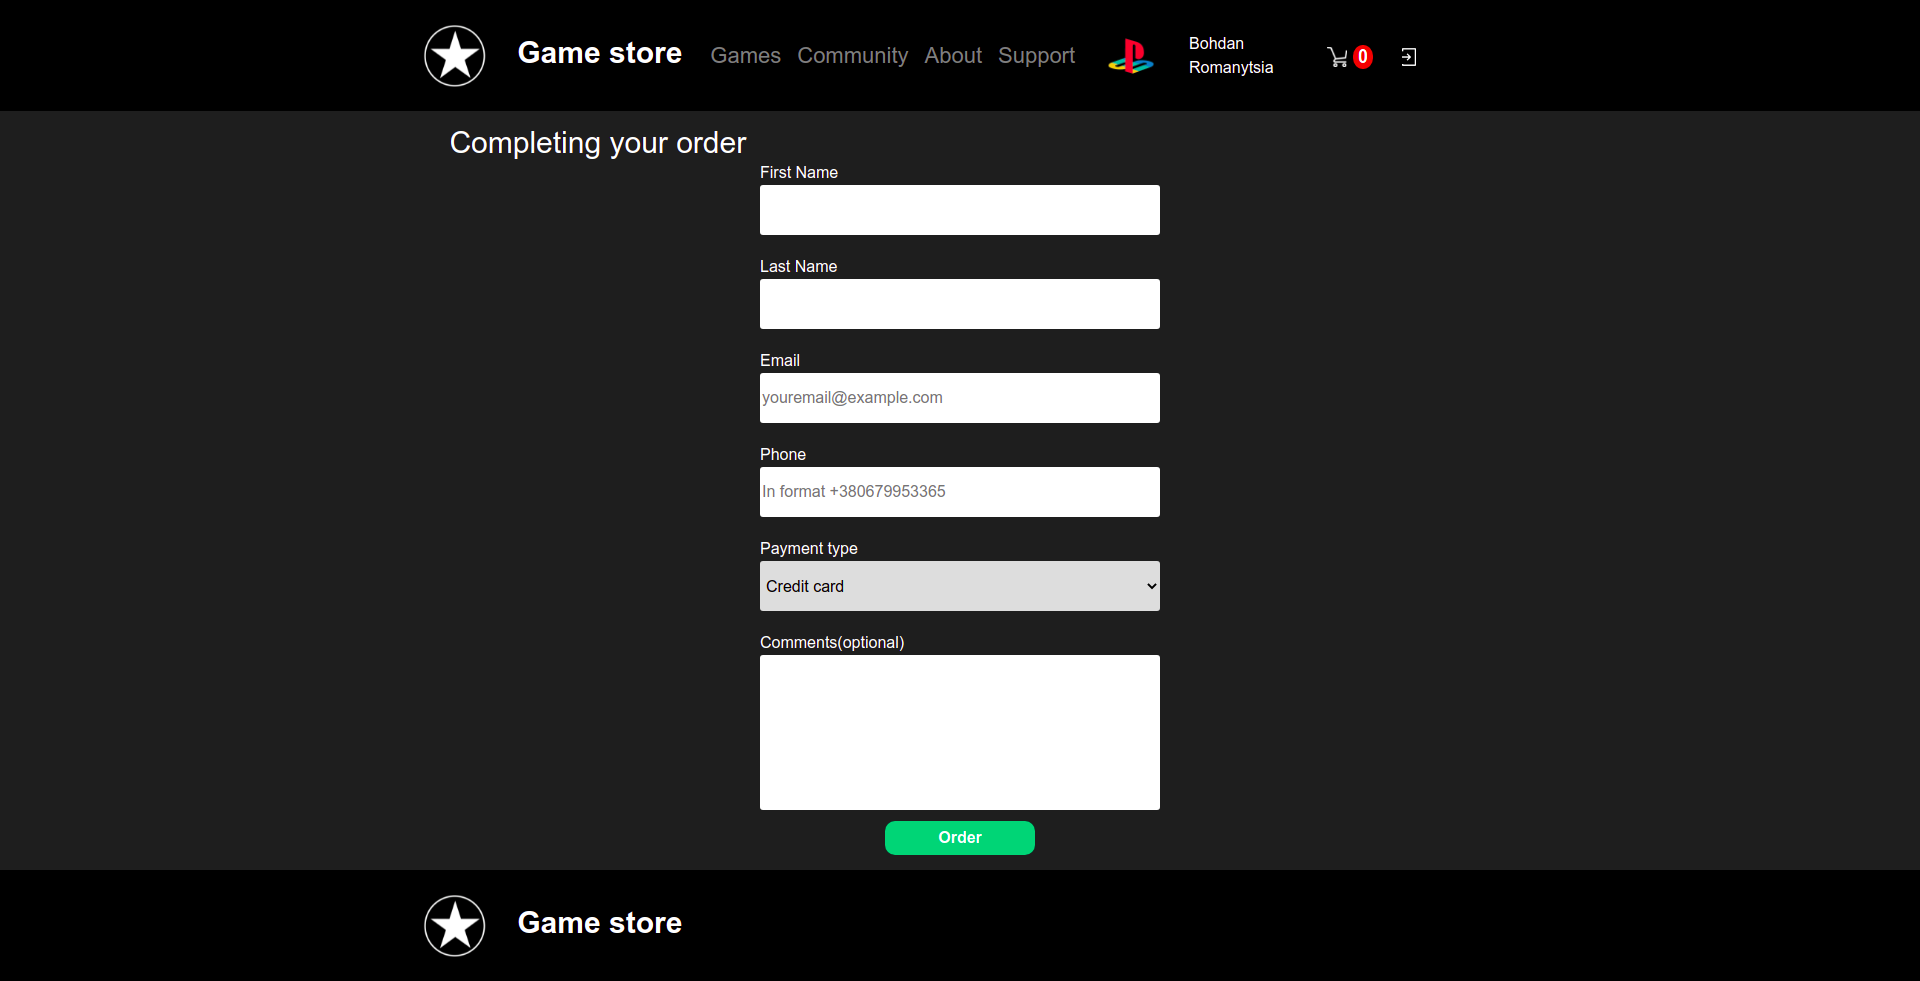 Game store
Games Community About Support
Bohdan
Romanytsia
0
Completing your order
First Name
Last Name
Email
youremail@example.com
Phone
In format +380679953365
Payment type
Credit card
Comments(optional)
Order
Game store